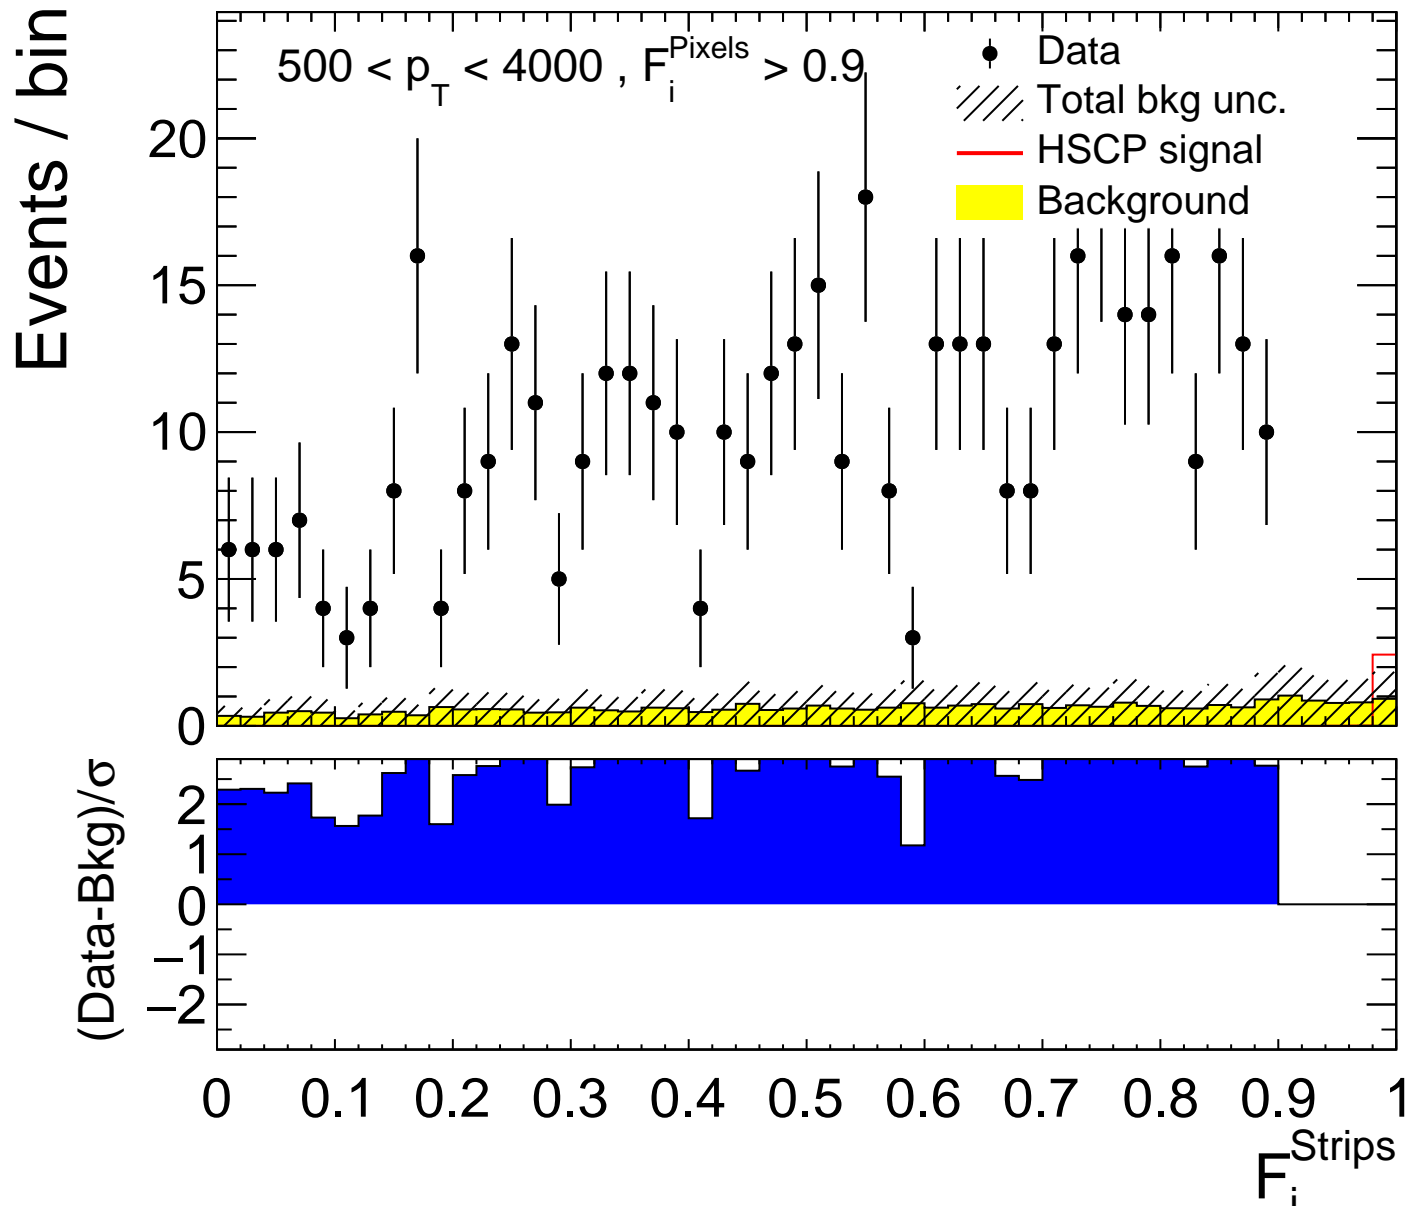 Events / bin
500 < p_T < 4000 , F_i^Pixels > 0.9
Data
Total bkg unc.
HSCP signal
Background
20
15
10
5
0
(Data-Bkg)/σ
2
1
0
−1
−2
0 0.1 0.2 0.3 0.4 0.5 0.6 0.7 0.8 0.9 1
F_i^Strips